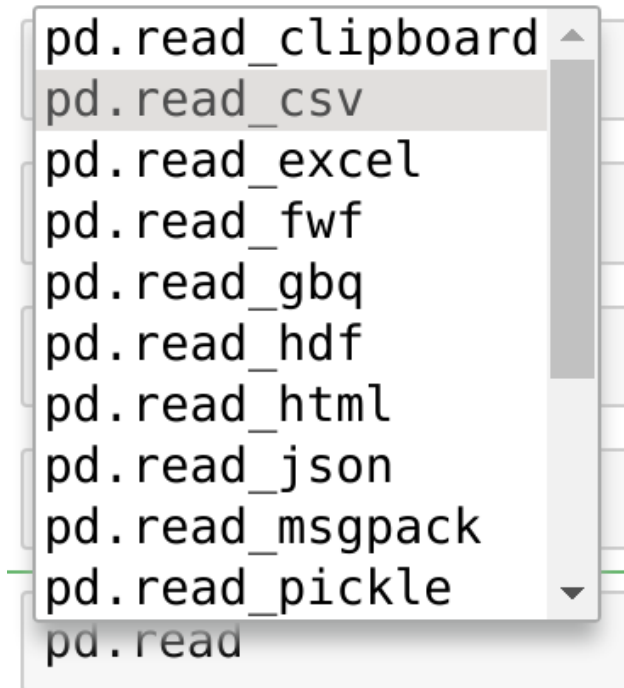 pd.read_clipboard
pd.read_csv
pd.read_excel
pd.read_fwf
pd.read_gbq
pd.read_hdf
pd.read_html
pd.read_json
pd.read_msgpack
pd.read_pickle
pd.read